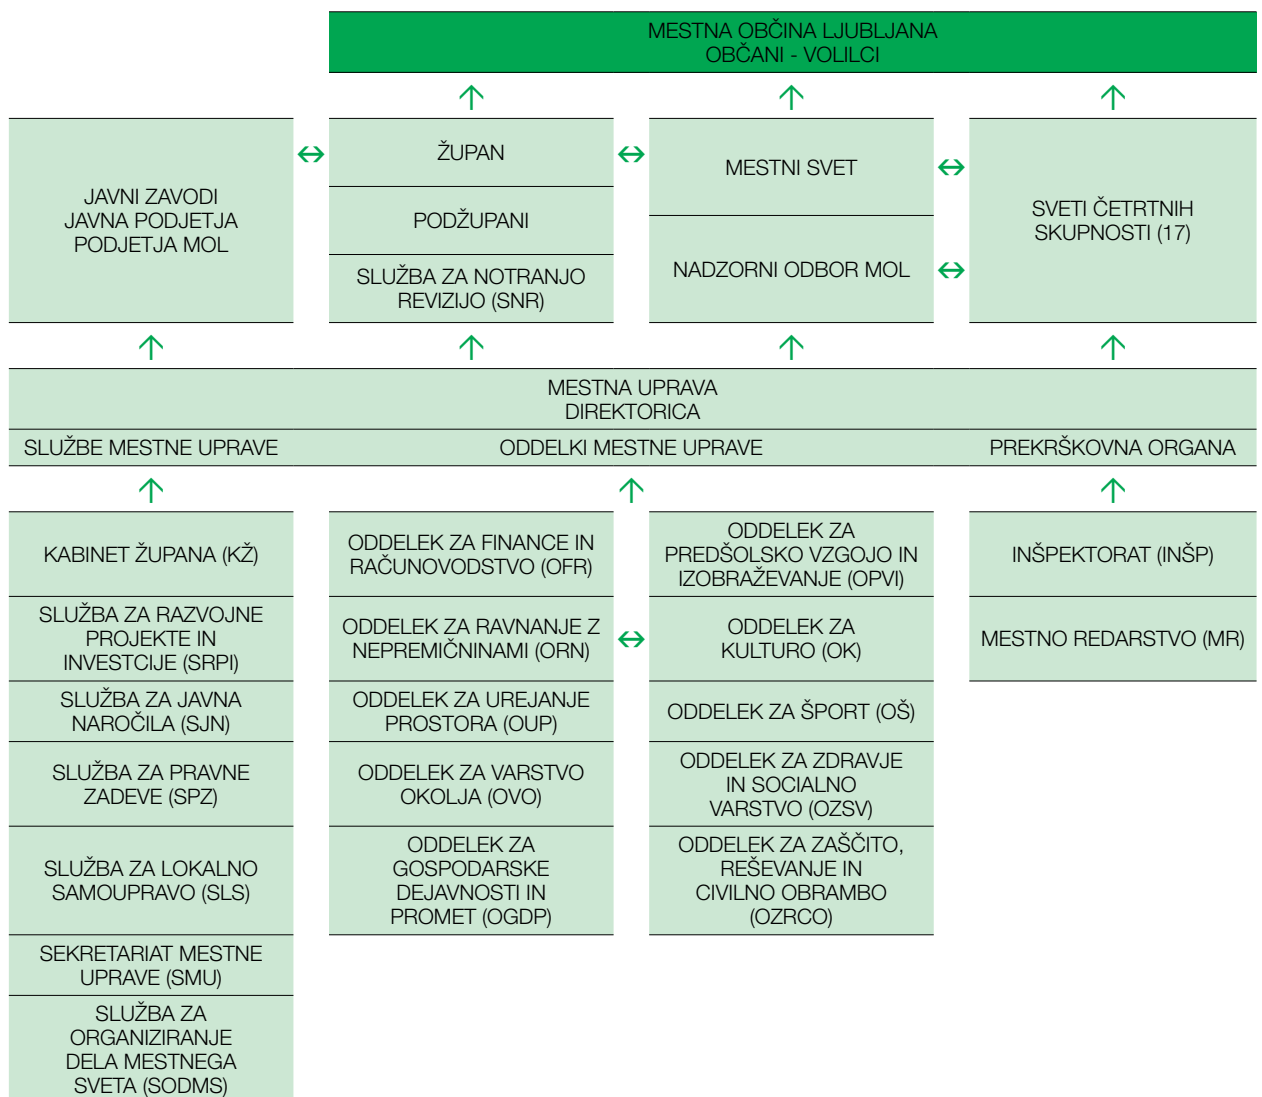 MESTNA OBČINA LJUBLJANA
OBČANI - VOLILCI
JAVNI ZAVODI
JAVNA PODJETJA
PODJETJA MOL
ŽUPAN
PODŽUPANI
SLUŽBA ZA NOTRANJO
REVIZIJO (SNR)
MESTNI SVET
NADZORNI ODBOR MOL
SVETI ČETRTNIH
SKUPNOSTI (17)
MESTNA UPRAVA
DIREKTORICA
SLUŽBE MESTNE UPRAVE
ODDELKI MESTNE UPRAVE
PREKRŠKOVNA ORGANA
KABINET ŽUPANA (KŽ)
SLUŽBA ZA RAZVOJNE
PROJEKTE IN
INVESTCIJE (SRPI)
SLUŽBA ZA JAVNA
NAROČILA (SJN)
SLUŽBA ZA PRAVNE
ZADEVE (SPZ)
SLUŽBA ZA LOKALNO
SAMOUPRAVO (SLS)
SEKRETARIAT MESTNE
UPRAVE (SMU)
SLUŽBA ZA
ORGANIZIRANJE
DELA MESTNEGA
SVETA (SODMS)
ODDELEK ZA FINANCE IN
RAČUNOVODSTVO (OFR)
ODDELEK ZA RAVNANJE Z
NEPREMIČNINAMI (ORN)
ODDELEK ZA UREJANJE
PROSTORA (OUP)
ODDELEK ZA VARSTVO
OKOLJA (OVO)
ODDELEK ZA
GOSPODARSKE
DEJAVNOSTI IN
PROMET (OGDP)
ODDELEK ZA
PREDŠOLSKO VZGOJO IN
IZOBRAŽEVANJE (OPVI)
ODDELEK ZA
KULTURO (OK)
ODDELEK ZA ŠPORT (OŠ)
ODDELEK ZA ZDRAVJE
IN SOCIALNO
VARSTVO (OZSV)
ODDELEK ZA ZAŠČITO,
REŠEVANJE IN
CIVILNO OBRAMBO
(OZRCO)
INŠPEKTORAT (INŠP)
MESTNO REDARSTVO (MR)